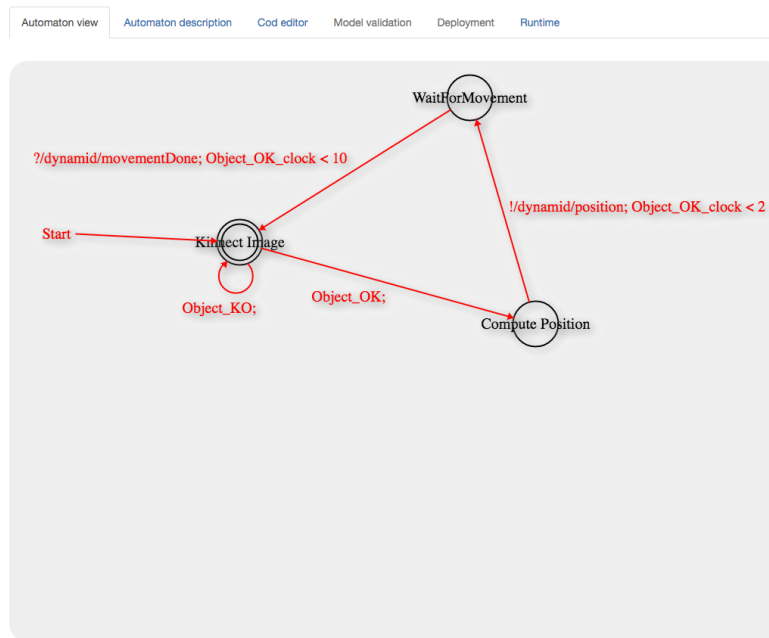 Automaton view Automaton description Cod editor Model validation Deployment Runtime
WaitForMovement
?/dynamid/movementDone; Object_OK_clock < 10
!/dynamid/position; Object_OK_clock < 2
Start
Kinnect Image
Object_KO;
Object_OK;
Compute Position